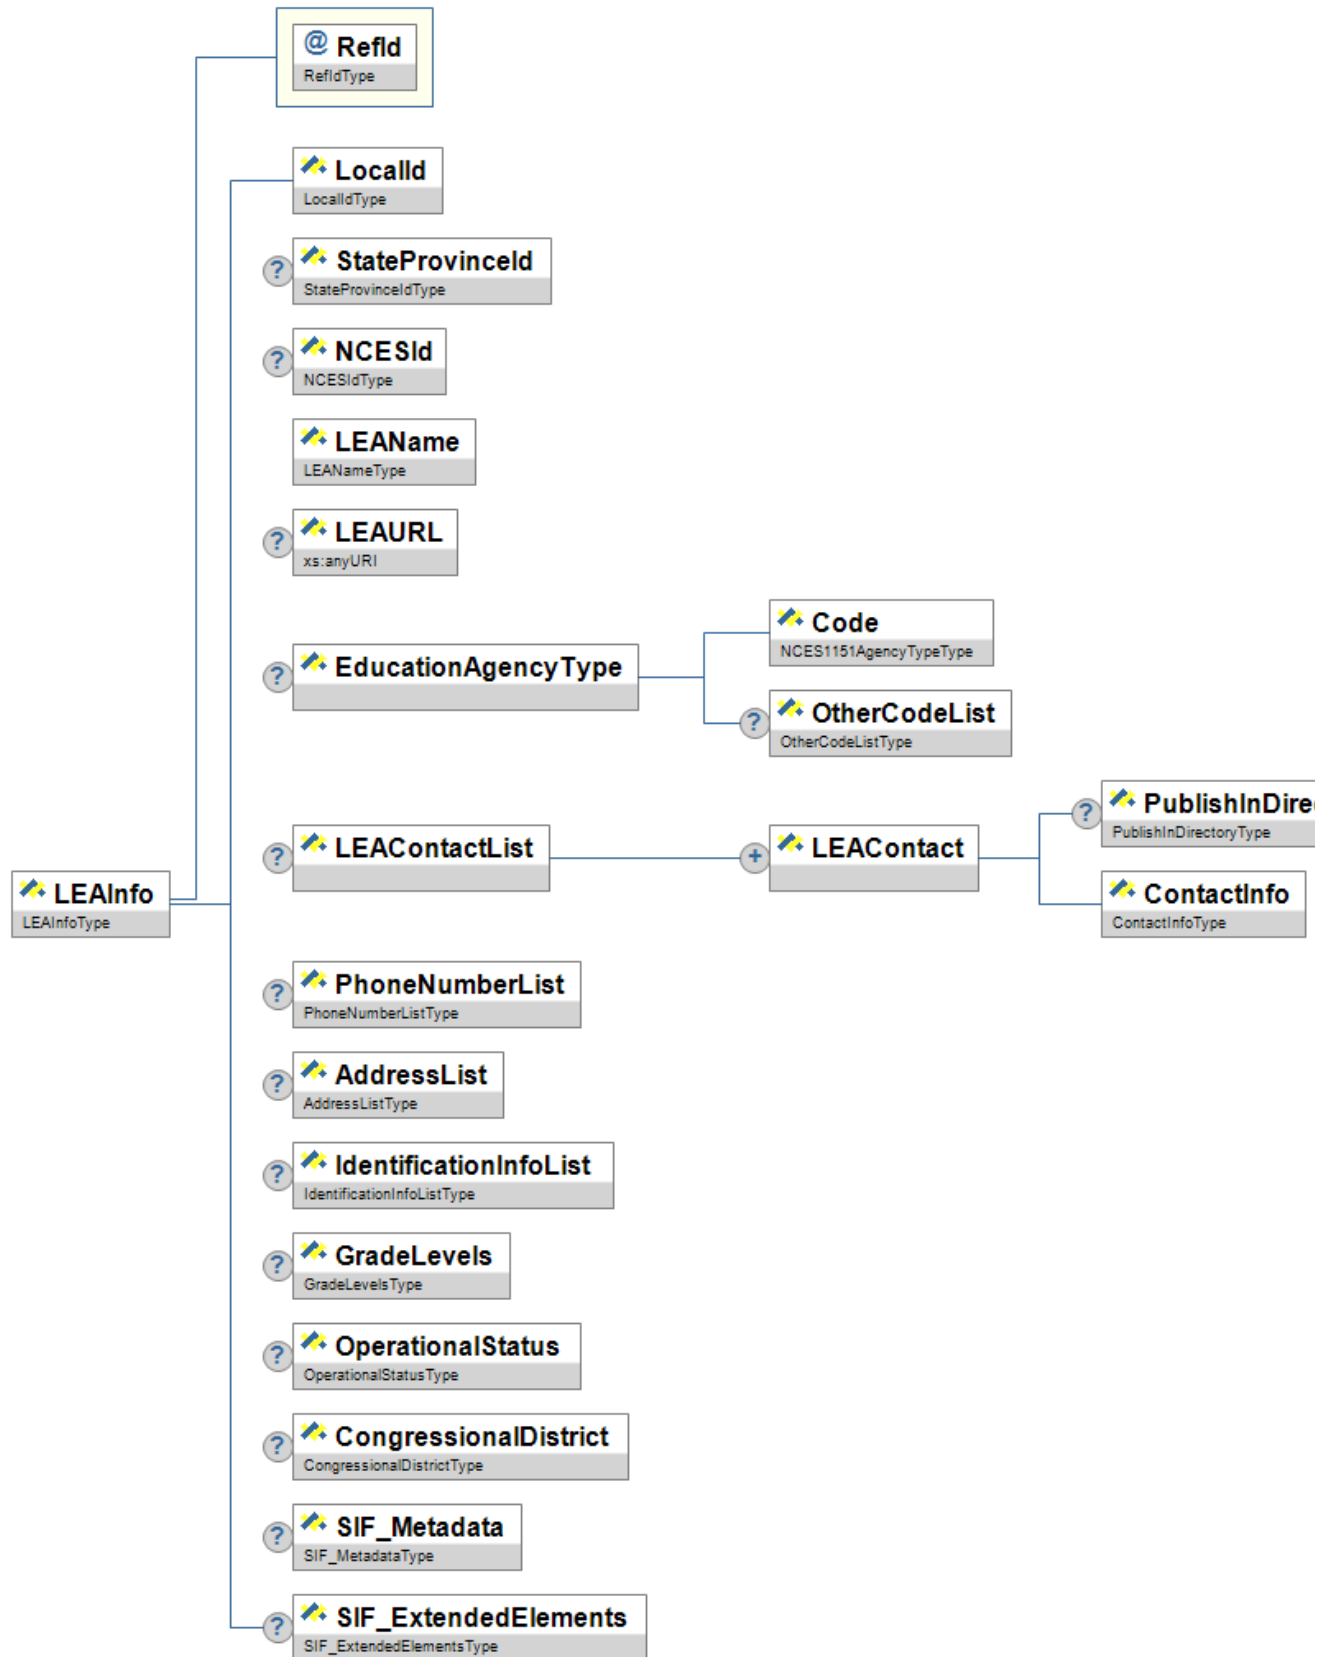 @ RefId
RefIdType
LocalId
LocalIdType
? StateProvinceId
StateProvinceIdType
? NCESId
NCESIdType
LEAName
LEANameType
? LEAURL
xs:anyURI
Code
NCES1151AgencyTypeType
? EducationAgencyType
? OtherCodeList
OtherCodeListType
? PublishInDire
PublishInDirectoryType
? LEAContactList
+ LEAContact
LEAInfo
LEAInfoType
ContactInfo
ContactInfoType
? PhoneNumberList
PhoneNumberListType
? AddressList
AddressListType
? IdentificationInfoList
IdentificationInfoListType
? GradeLevels
GradeLevelsType
? OperationalStatus
OperationalStatusType
? CongressionalDistrict
CongressionalDistrictType
? SIF_Metadata
SIF_MetadataType
? SIF_ExtendedElements
SIF_ExtendedElementsType